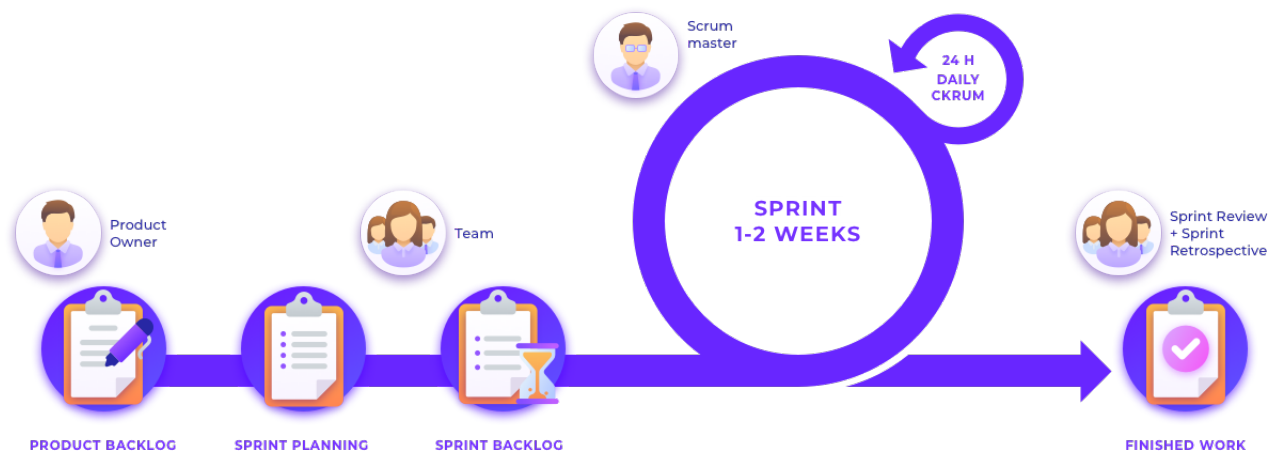 Scrum
master
24 H
DAILY
CKRUM
SPRINT
1-2 WEEKS
Product
Owner
Team
Sprint Review
+ Sprint
Retrospective
PRODUCT BACKLOG
SPRINT PLANNING
SPRINT BACKLOG
FINISHED WORK